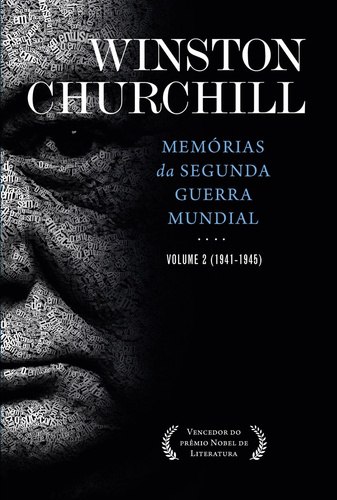 WINSTON
CHURCHILL
MEMÓRIAS
da SEGUNDA
GUERRA
MUNDIAL
....
VOLUME 2 (1941-1945)
VENCEDOR DO
PRÊMIO NOBEL DE
LITERATURA